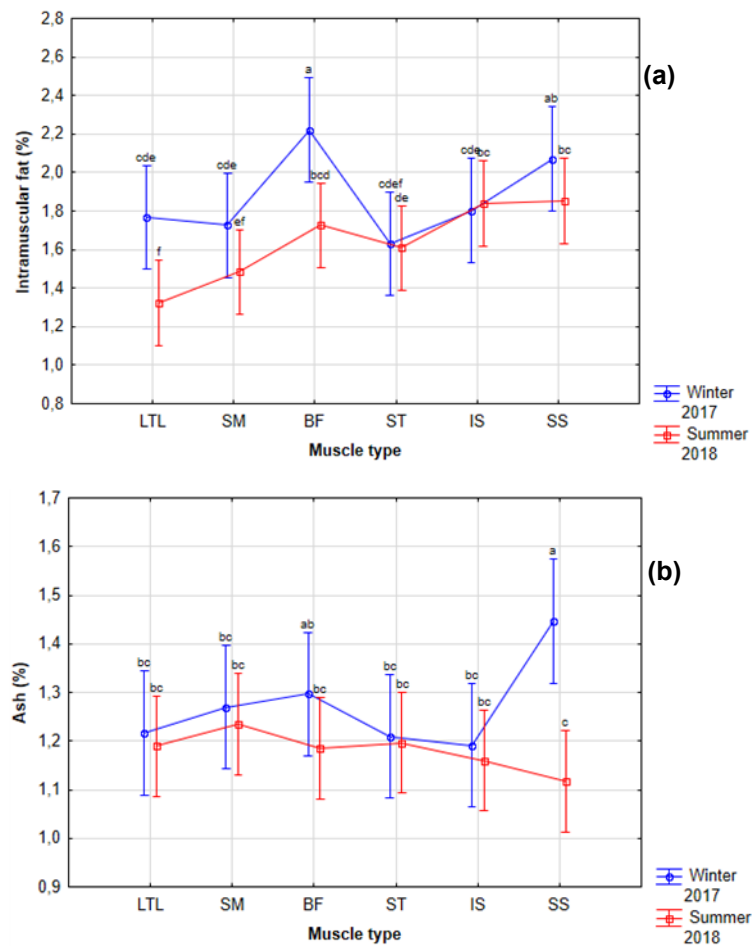 2,8
2,6
2,4
2,2
2,0
1,8
1,6
1,4
1,2
1,0
0,8
Intramuscular fat (%)
cde
cde
a
cdef
cde
ab
f
ef
bcd
de
bc
bc
(a)
LTL SM BF ST IS SS
Muscle type
Winter
2017
Summer
2018
1,7
1,6
1,5
1,4
1,3
1,2
1,1
1,0
0,9
Ash (%)
bc
bc
ab
bc
bc
a
bc
bc
bc
bc
bc
c
(b)
LTL SM BF ST IS SS
Muscle type
Winter
2017
Summer
2018